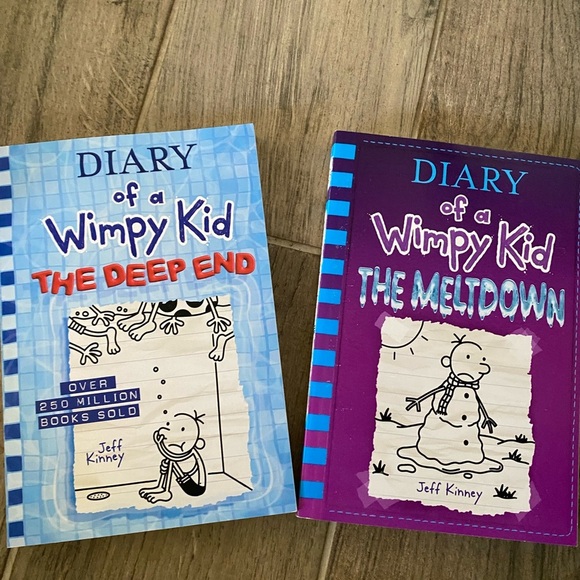 DIARY
of a
Wimpy Kid
THE DEEP END
OVER
250 MILLION
BOOKS SOLD
Jeff
Kinney
DIARY
of a
Wimpy Kid
THE MELTDOWN
Jeff Kinney